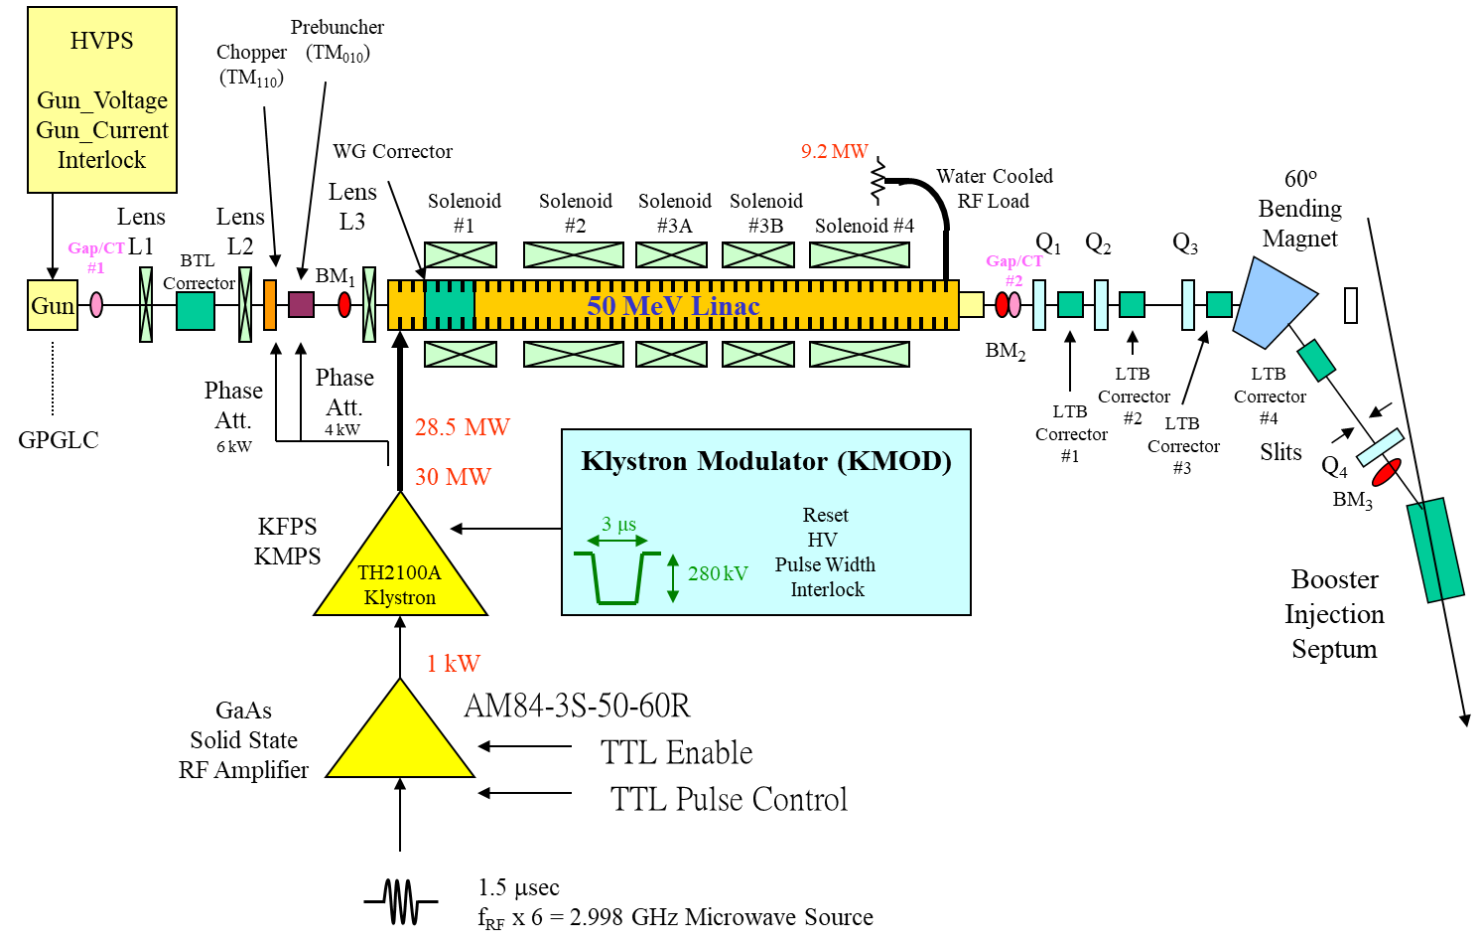 HVPS
Gun_Voltage
Gun_Current
Interlock
Chopper
(TM₁₁₀)
Prebuncher
(TM₀₁₀)
WG Corrector
Lens
L1
Lens
L2
Lens
L3
Gap/CT
#1
BTL
Corrector
BM₁
Gun
GPGLC
Solenoid
#1
Solenoid
#2
Solenoid
#3A
Solenoid
#3B
Solenoid #4
9.2 MW
Water Cooled
RF Load
50 MeV Linac
Gap/CT
#2
BM₂
Q₁
Q₂
Q₃
60º
Bending
Magnet
LTB
Corrector
#1
LTB
Corrector
#2
LTB
Corrector
#3
LTB
Corrector
#4
Slits
Q₄
BM₃
Booster
Injection
Septum
Phase
Att.
6 kW
Phase
Att.
4 kW
28.5 MW
30 MW
KFPS
KMPS
TH2100A
Klystron
Klystron Modulator (KMOD)
3 μs
280 kV
Reset
HV
Pulse Width
Interlock
1 kW
GaAs
Solid State
RF Amplifier
AM84-3S-50-60R
TTL Enable
TTL Pulse Control
1.5 μsec
f_RF x 6 = 2.998 GHz Microwave Source